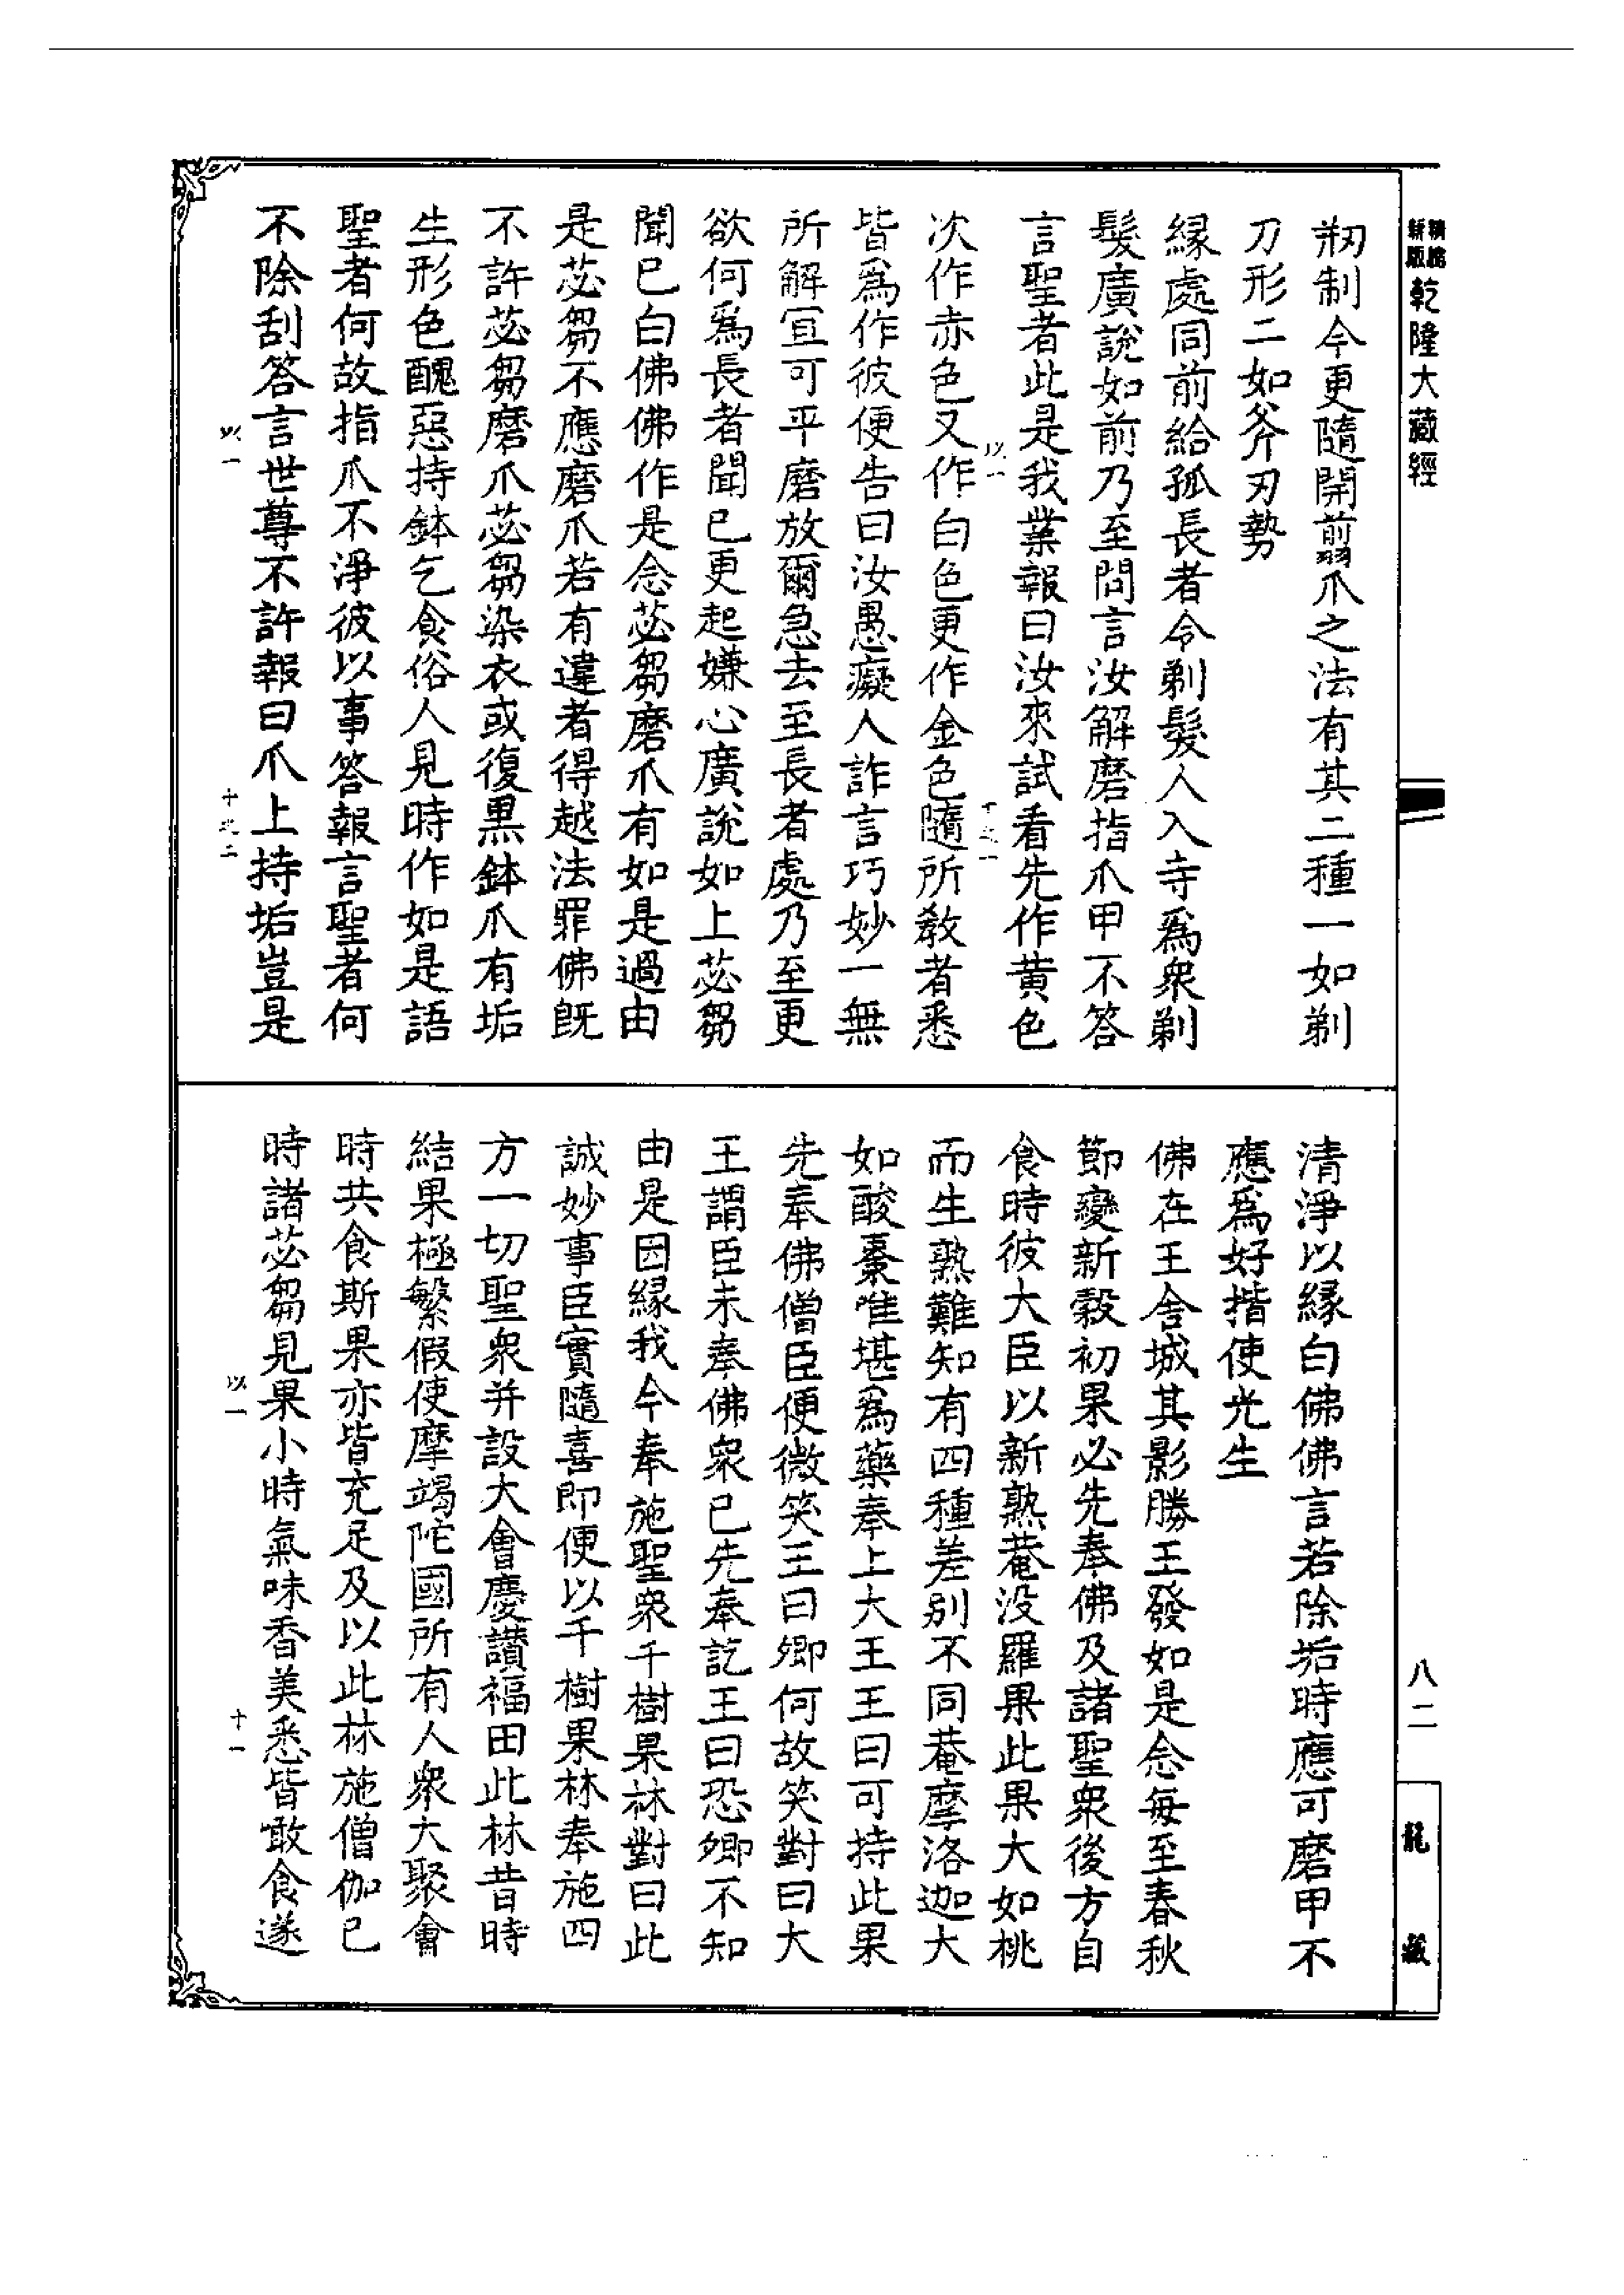 精繕新版乾隆大藏經
八二
龍藏
剏制今更隨開翦爪之法有其二種一如剃
刀形二如斧刃勢
緣處同前給孤長者令剃髮人入寺爲衆剃
髮廣說如前乃至問言汝解磨指爪甲不答
言聖者此是我業報曰汝來試看先作黃色
以一
次作赤色又作白色更作金色隨所教者悉
皆爲作彼便告曰汝愚癡人詐言巧妙一無
所解宜可平磨放爾急去至長者處乃至更
欲何爲長者聞已更起嫌心廣說如上苾芻
聞已白佛佛作是念苾芻磨爪有如是過由
是苾芻不應磨爪若有違者得越法罪佛既
不許苾芻磨爪苾芻染衣或復熏鉢爪有垢
生形色醜惡持鉢乞食俗人見時作如是語
聖者何故指爪不淨彼以事答報言聖者何
不除刮答言世尊不許報曰爪上持垢豈是
以一
十之二
清淨以緣白佛佛言若除垢時應可磨甲不
應爲好揩使光生
佛在王舍城其影勝王發如是念每至春秋
節變新穀初果必先奉佛及諸聖衆後方自
食時彼大臣以新熟菴沒羅果此果大如桃
而生熟難知有四種差別不同菴摩洛迦大
如酸棗唯堪爲藥奉上大王王曰可持此果
先奉佛僧臣便微笑王曰卿何故笑對曰大
王謂臣未奉佛衆已先奉訖王曰恐卿不知
由是因緣我今奉施聖衆千樹果林對曰此
誠妙事臣實隨喜即便以千樹果林奉施四
方一切聖衆并設大會慶讚福田此林昔時
結果極繁假使摩竭陀國所有人衆大聚會
時共食斯果亦皆充足及以此林施僧伽已
時諸苾芻見果小時氣味香美悉皆噉食遂
以一
十一